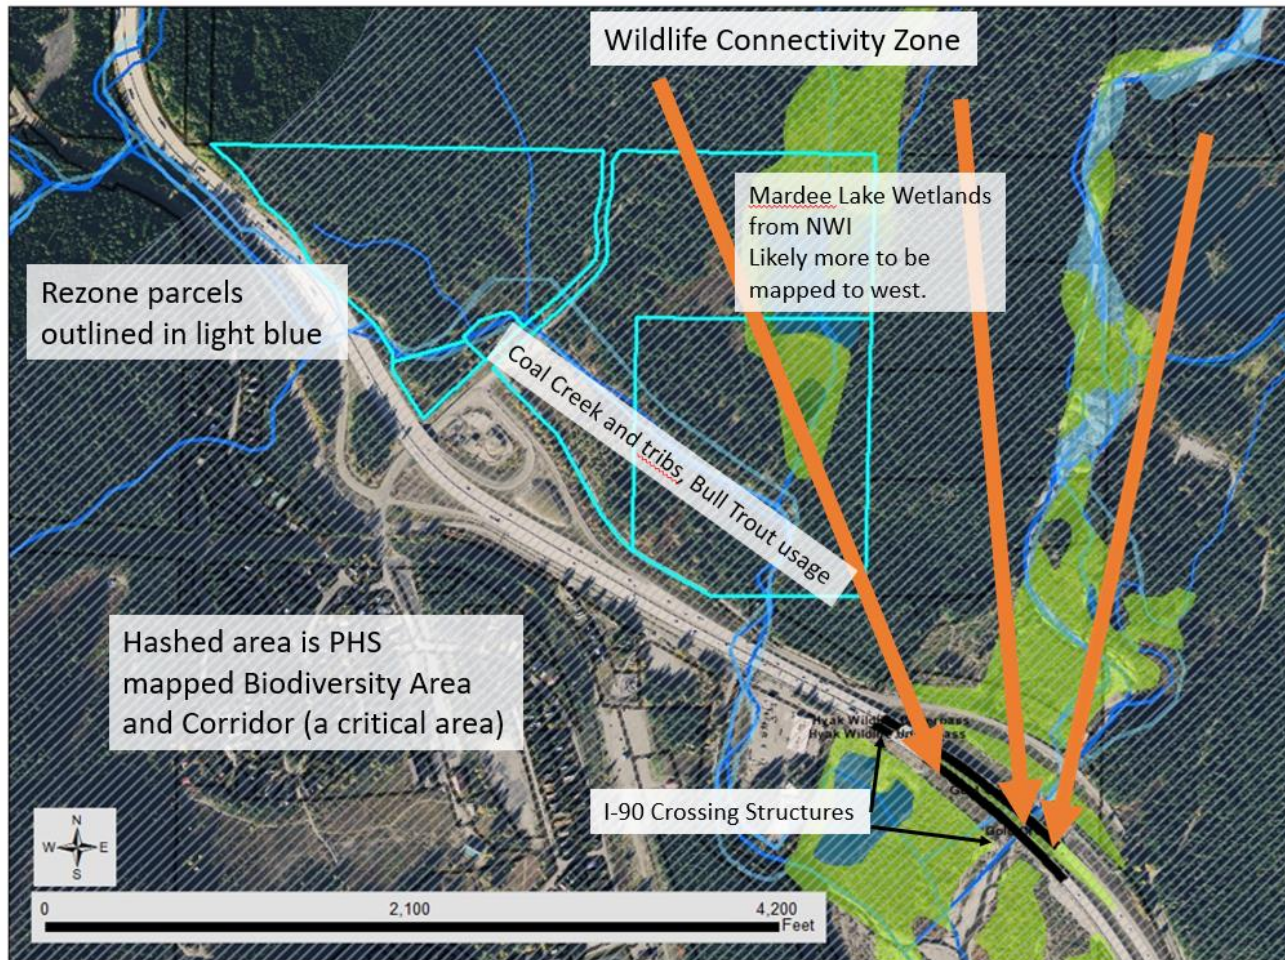 Wildlife Connectivity Zone
Mardee Lake Wetlands
from NWI
Likely more to be
mapped to west.
Rezone parcels
outlined in light blue
Coal Creek and tribs, Bull Trout usage
Hashed area is PHS
mapped Biodiversity Area
and Corridor (a critical area)
Hyak Wildlife
Hyak Wildlife
I-90 Crossing Structures
N
W E
S
0 2,100 4,200
Feet